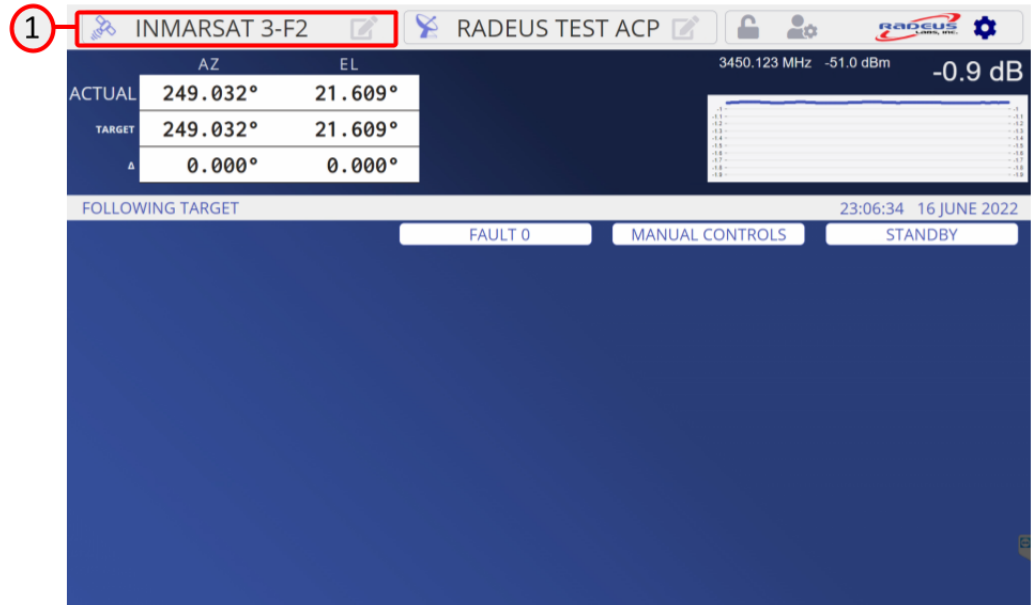 1
INMARSAT 3-F2
RADEUS TEST ACP
RADEUS
LABS, INC.
AZ EL
ACTUAL 249.032° 21.609°
TARGET 249.032° 21.609°
Δ 0.000° 0.000°
3450.123 MHz -51.0 dBm
-0.9 dB
FOLLOWING TARGET
23:06:34 16 JUNE 2022
FAULT 0
MANUAL CONTROLS
STANDBY